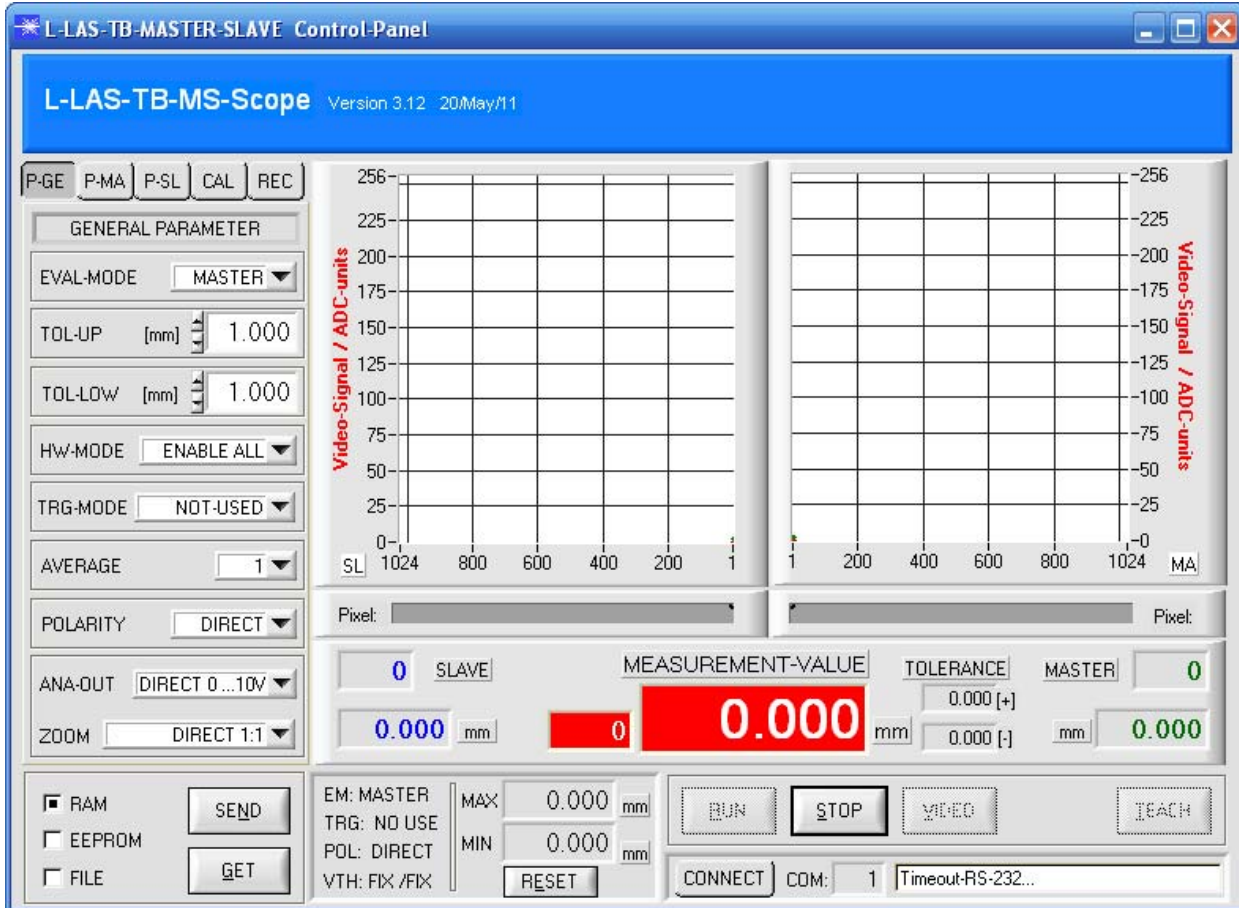 L-LAS-TB-MASTER-SLAVE Control-Panel
L-LAS-TB-MS-Scope Version 3.12 20/May/11
P-GE P-MA P-SL CAL REC
GENERAL PARAMETER
EVAL-MODE MASTER
TOL-UP [mm] 1.000
TOL-LOW [mm] 1.000
HW-MODE ENABLE ALL
TRG-MODE NOT-USED
AVERAGE 1
POLARITY DIRECT
ANA-OUT DIRECT 0 ...10V
ZOOM DIRECT 1:1
RAM
EEPROM
FILE
SEND
GET
Video-Signal / ADC-units
256
225
200
175
150
125
100
75
50
25
0
SL 1024 800 600 400 200 1
256
225
200
175
150
125
100
75
50
25
0
Video-Signal / ADC-units
1 200 400 600 800 1024 MA
Pixel:
Pixel:
0 SLAVE
0.000 mm
MEASUREMENT-VALUE
0 0.000 mm
TOLERANCE
0.000 [+]
0.000 [-]
MASTER 0
mm 0.000
EM: MASTER
TRG: NO USE
POL: DIRECT
VTH: FIX /FIX
MAX 0.000 mm
MIN 0.000 mm
RESET
RUN STOP VIDEO TEACH
CONNECT COM: 1 Timeout-RS-232...